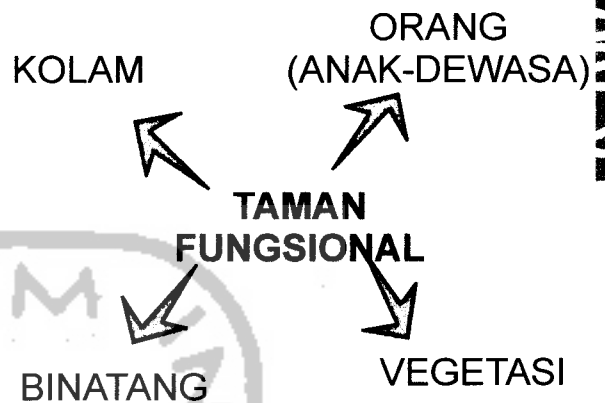 ORANG
KOLAM (ANAK-DEWASA)
TAMAN
FUNGSIONAL
BINATANG VEGETASI